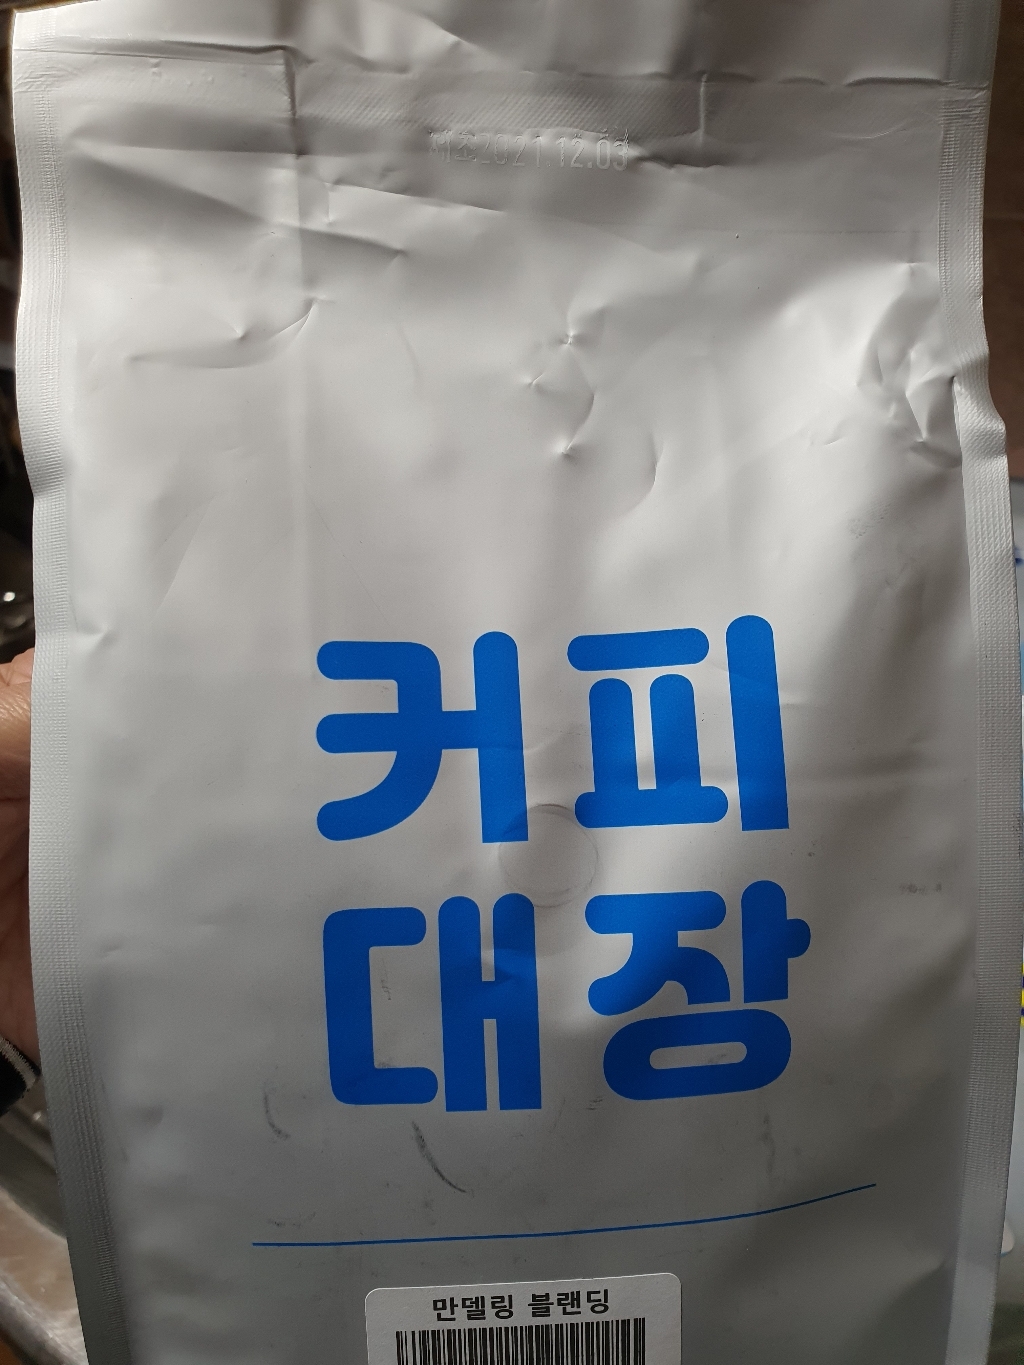 제조2021.12.03
커피
대장
만델링 블랜딩